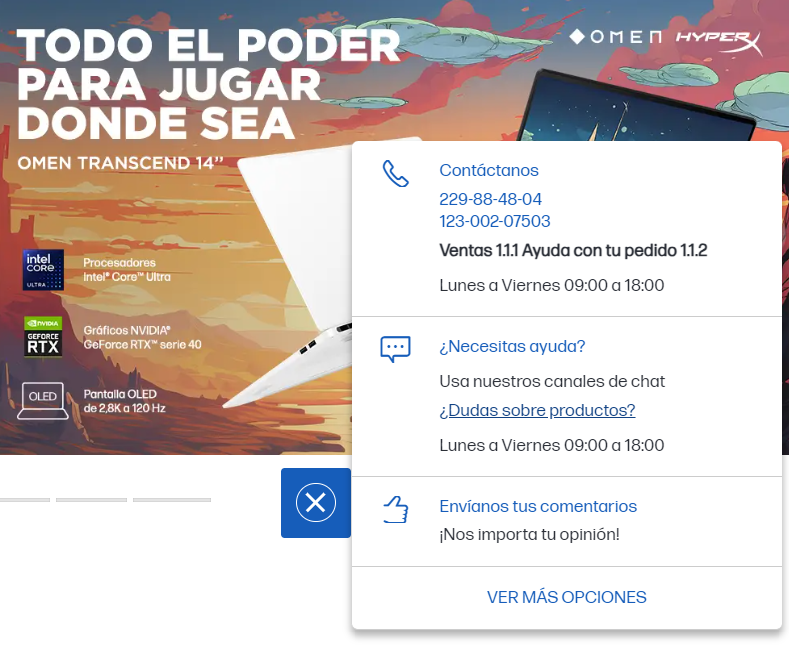 TODO EL PODER
PARA JUGAR
DONDE SEA
OMEN TRANSCEND 14”
OMEN HYPERX
intel
CORE
ULTRA
Procesadores
Intel® Core™ Ultra
NVIDIA
GEFORCE
RTX
Gráficos NVIDIA®
GeForce RTX™ serie 40
OLED
Pantalla OLED
de 2,8K a 120 Hz
Contáctanos
229-88-48-04
123-002-07503
Ventas 1.1.1 Ayuda con tu pedido 1.1.2
Lunes a Viernes 09:00 a 18:00
¿Necesitas ayuda?
Usa nuestros canales de chat
¿Dudas sobre productos?
Lunes a Viernes 09:00 a 18:00
Envíanos tus comentarios
¡Nos importa tu opinión!
VER MÁS OPCIONES